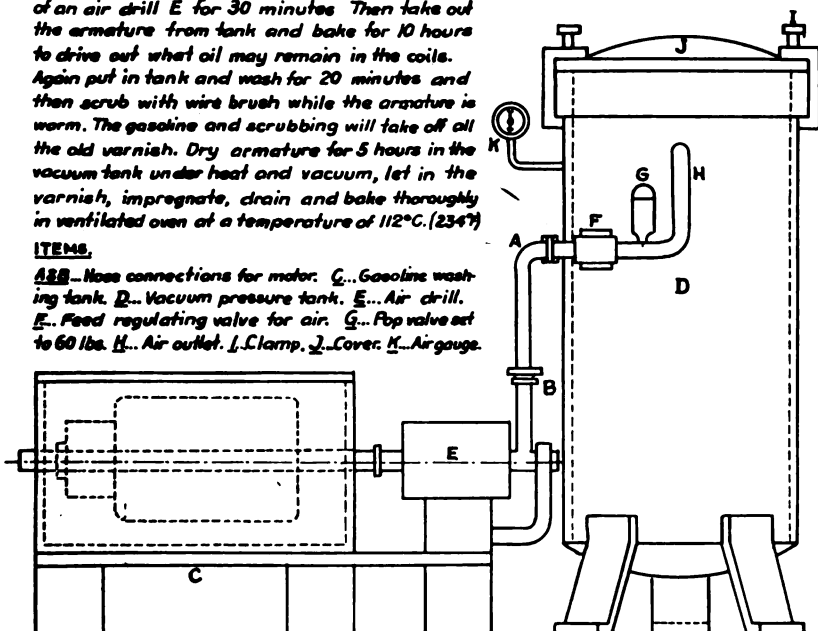 of an air drill E for 30 minutes Then take out
the armature from tank and bake for 10 hours
to drive out what oil may remain in the coils.
Again put in tank and wash for 20 minutes and
then scrub with wire brush while the armature is
warm. The gasoline and scrubbing will take off all
the old varnish. Dry armature for 5 hours in the
vacuum tank under heat and vacuum, let in the
varnish, impregnate, drain and bake thoroughly
in ventilated oven at a temperature of 112°C. (234°F)
ITEMS.
A&B...Hose connections for motor. C...Gasoline wash-
ing tank. D...Vacuum pressure tank. E...Air drill.
F... Feed regulating valve for air. G...Pop valve set
to 60 lbs. H... Air outlet. I..Clamp. J...Cover. K...Air gauge.
I
J
K
G
H
F
A
D
B
E
C